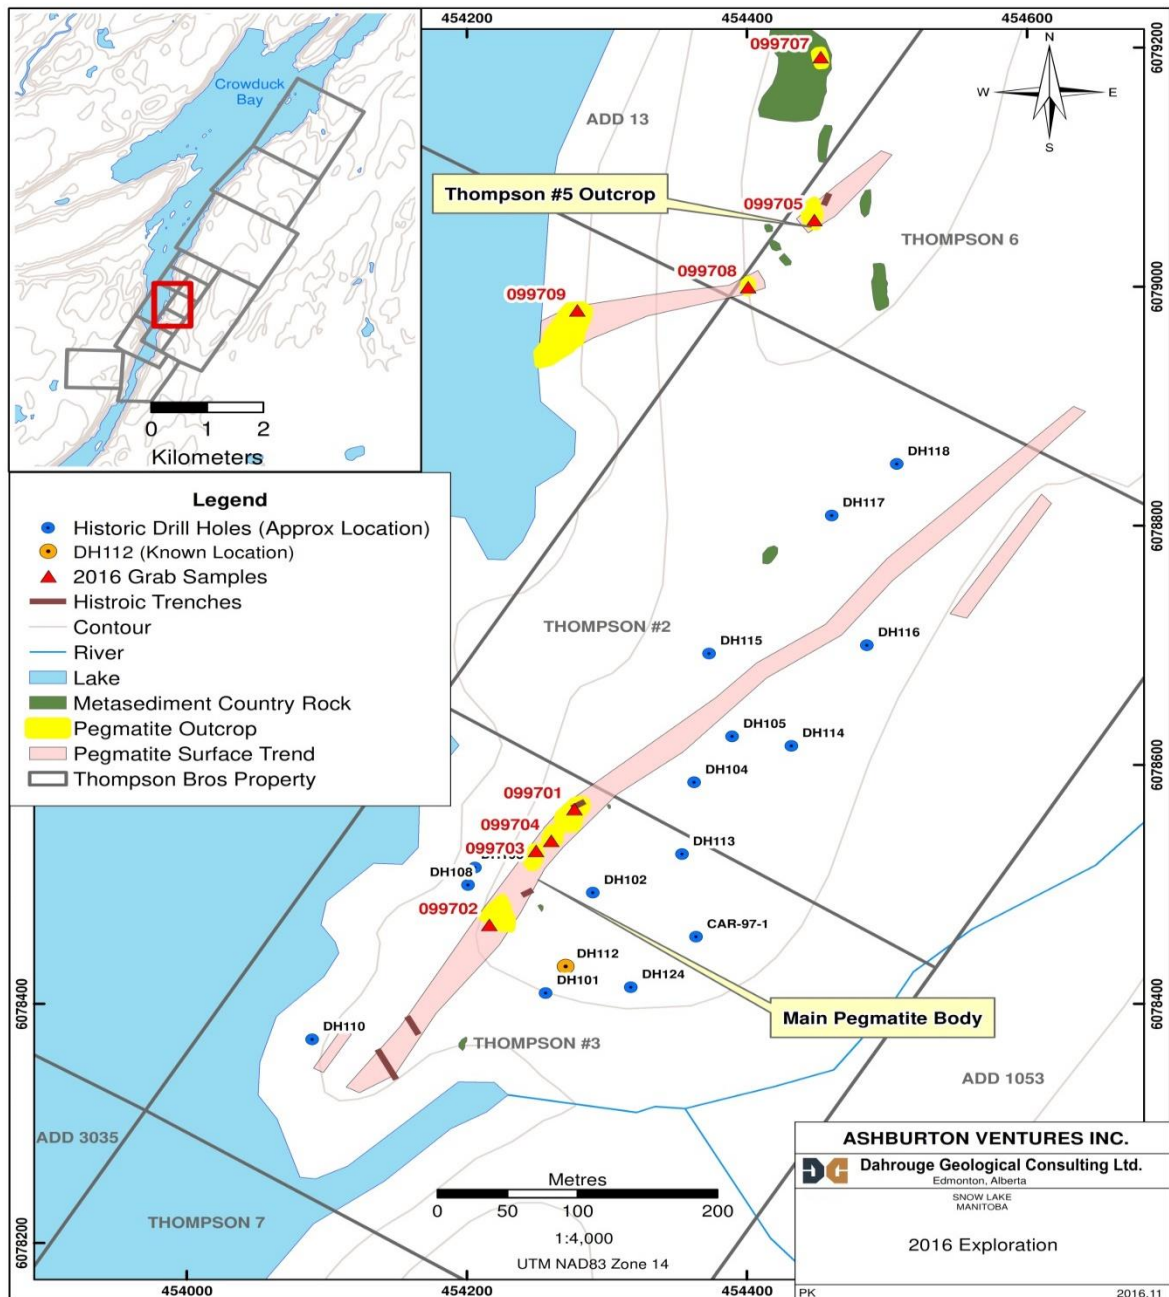 454200
454400
454600
6079200
6079000
6078800
6078600
6078400
6078400
6078200
454000
454200
454400
N
W
E
S
Crowduck
Bay
0
1
2
Kilometers
099707
ADD 13
Thompson #5 Outcrop
099705
THOMPSON 6
099708
099709
Legend
Historic Drill Holes (Approx Location)
DH112 (Known Location)
2016 Grab Samples
Histroic Trenches
Contour
River
Lake
Metasediment Country Rock
Pegmatite Outcrop
Pegmatite Surface Trend
Thompson Bros Property
DH118
DH117
THOMPSON #2
DH115
DH116
DH105
DH114
DH104
099701
099704
099703
DH113
DH108
DH102
099702
CAR-97-1
DH112
DH101
DH124
Main Pegmatite Body
DH110
THOMPSON #3
ADD 1053
ADD 3035
THOMPSON 7
Metres
0
50
100
200
1:4,000
UTM NAD83 Zone 14
ASHBURTON VENTURES INC.
DG
Dahrouge Geological Consulting Ltd.
Edmonton, Alberta
SNOW LAKE
MANITOBA
2016 Exploration
PK
2016.11